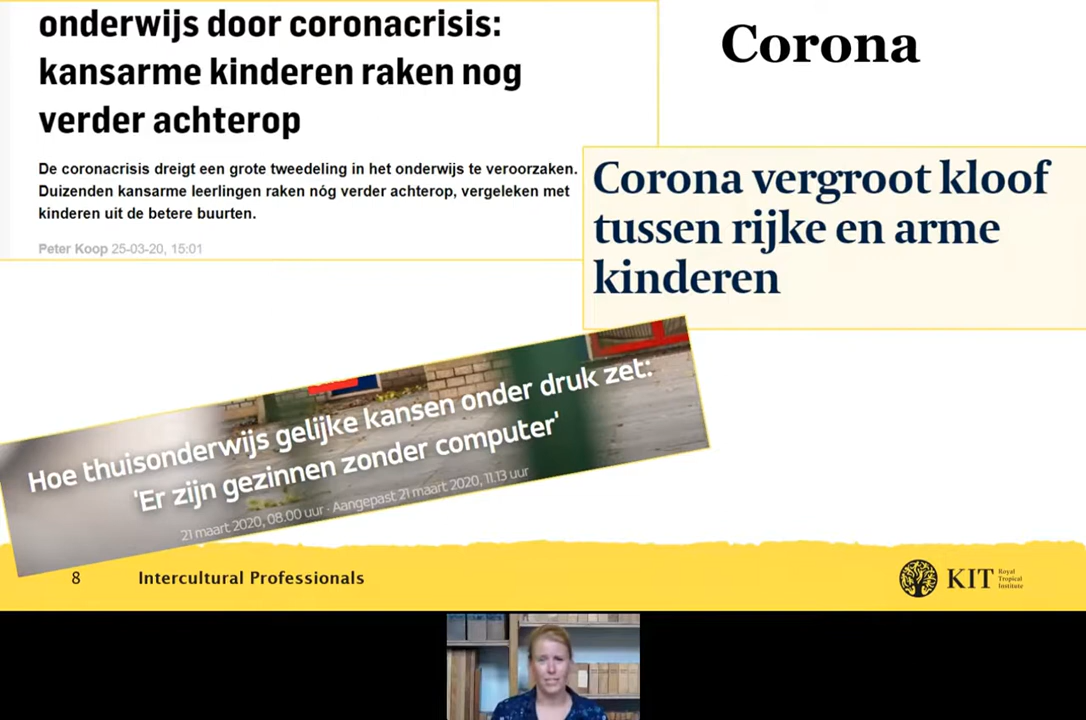 Corona
onderwijs door coronacrisis:
kansarme kinderen raken nog
verder achterop
De coronacrisis dreigt een grote tweedeling in het onderwijs te veroorzaken.
Duizenden kansarme leerlingen raken nóg verder achterop, vergeleken met
kinderen uit de betere buurten.
Peter Koop 25-03-20, 15:01
Corona vergroot kloof
tussen rijke en arme
kinderen
Hoe thuisonderwijs gelijke kansen onder druk zet:
'Er zijn gezinnen zonder computer'
21 maart 2020, 08.00 uur · Aangepast 21 maart 2020, 11.13 uur
8
Intercultural Professionals
KIT
Royal
Tropical
Institute